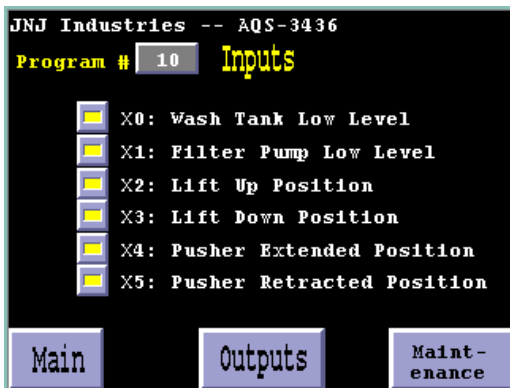 JNJ Industries -- AQS-3436
Program # 10 Inputs
X0: Wash Tank Low Level
X1: Filter Pump Low Level
X2: Lift Up Position
X3: Lift Down Position
X4: Pusher Extended Position
X5: Pusher Retracted Position
Main Outputs Maint-
enance